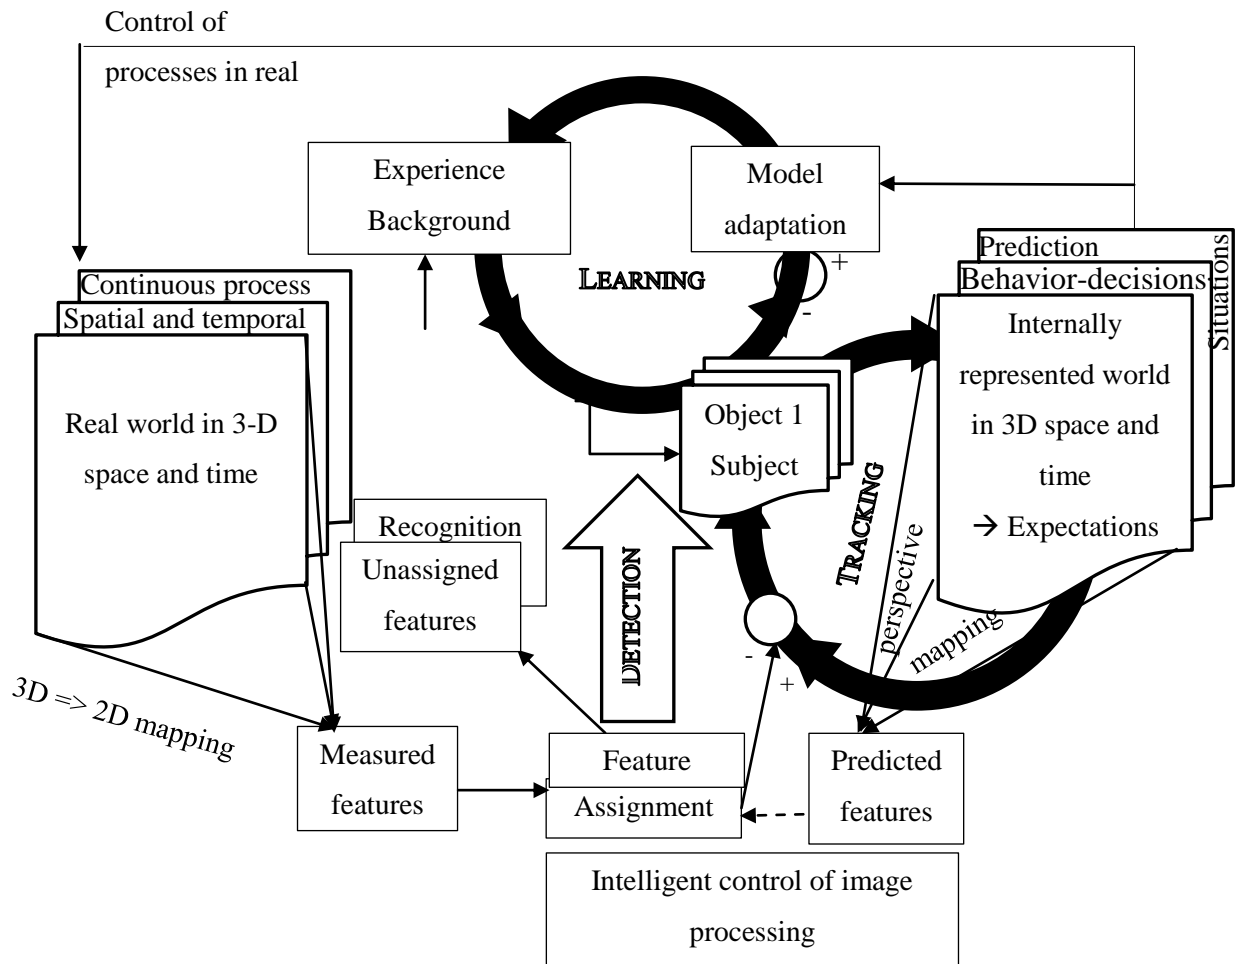 Control of
processes in real
Experience
Background
Model
adaptation
LEARNING
+
-
Prediction
Behavior-decisions
Situations
Continuous process
Spatial and temporal
Real world in 3-D
space and time
Internally
represented world
in 3D space and
time
→ Expectations
Object 1
Subject
TRACKING
Recognition
Unassigned
features
DETECTION
perspective
mapping
-
+
3D => 2D mapping
Measured
features
Feature
Assignment
Predicted
features
Intelligent control of image
processing